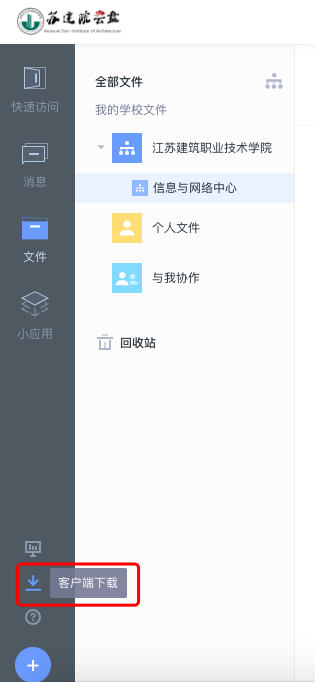 苏建院云盘
Network Disk · Institute of Architecture
快速访问
消息
文件
小应用
客户端下载
全部文件
我的学校文件
江苏建筑职业技术学院
信息与网络中心
个人文件
与我协作
回收站